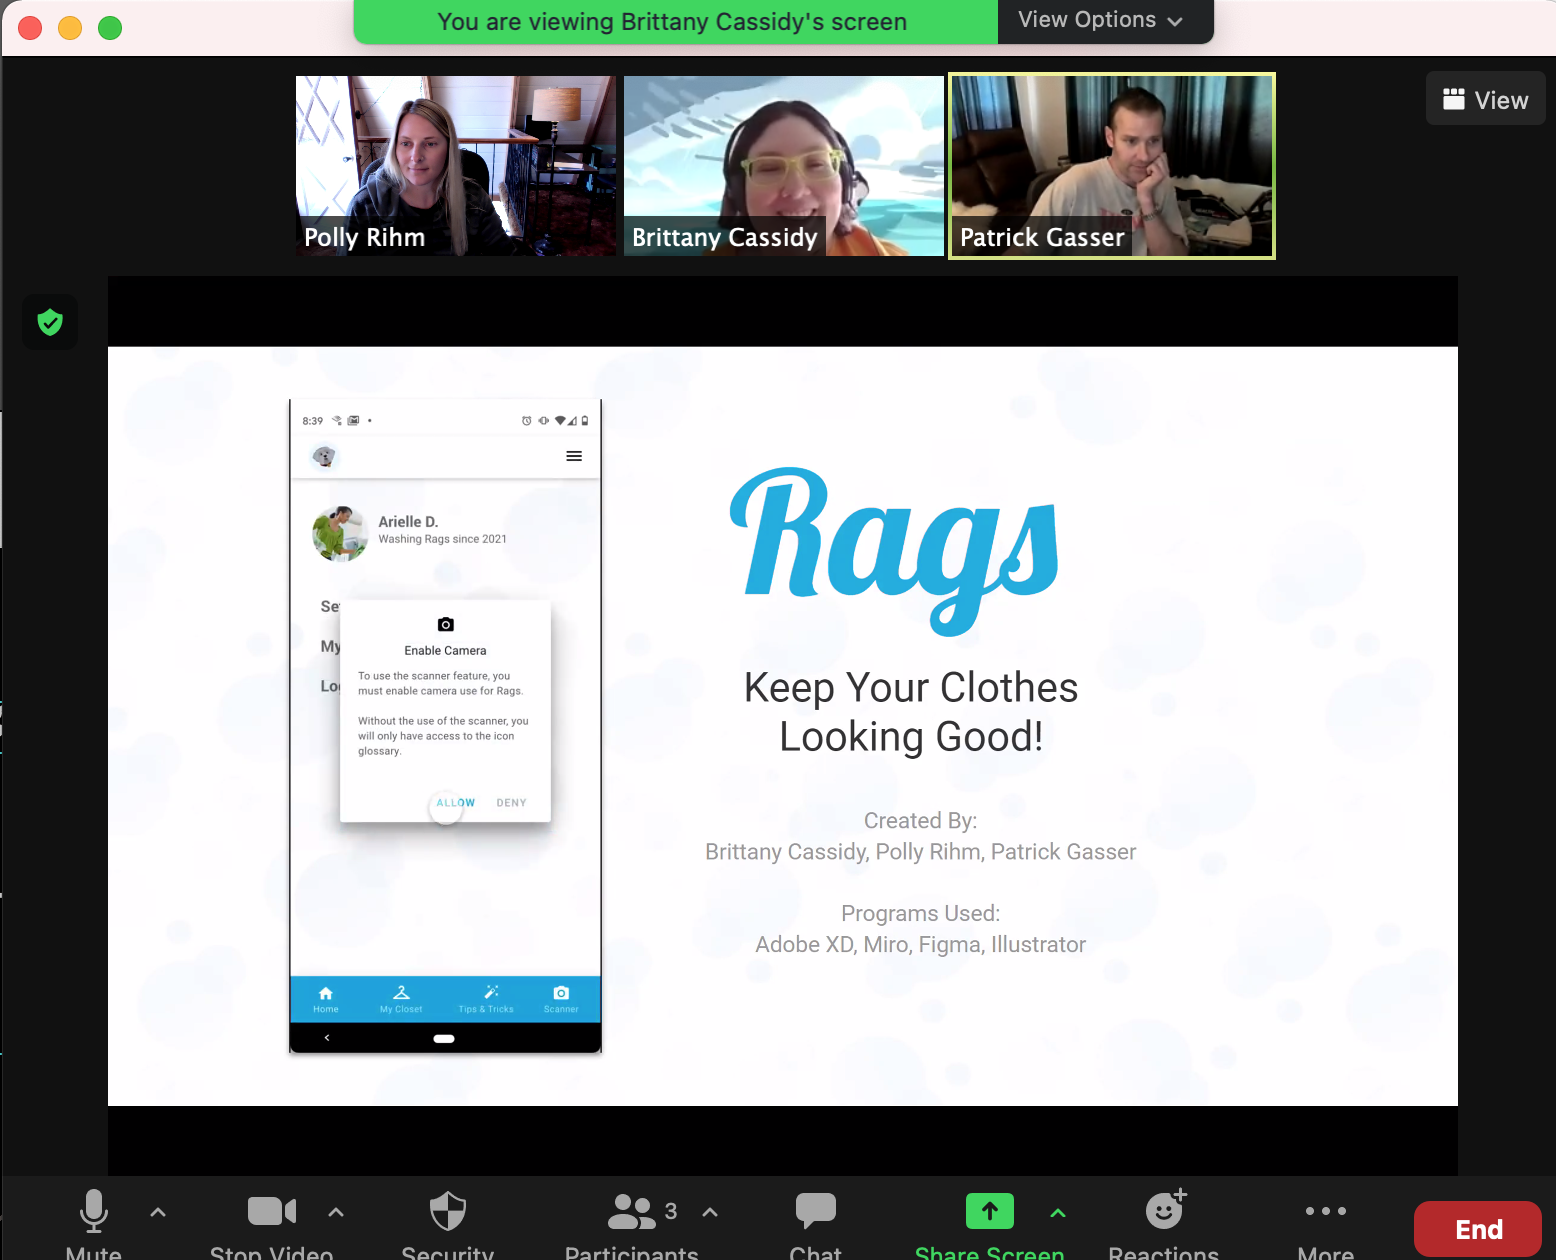 You are viewing Brittany Cassidy's screen
View Options
View
Polly Rihm
Brittany Cassidy
Patrick Gasser
8:39
Arielle D.
Washing Rags since 2021
Se
My
Lo
Enable Camera
To use the scanner feature, you
must enable camera use for Rags.
Without the use of the scanner, you
will only have access to the icon
glossary.
ALLOW DENY
Home My Closet Tips & Tricks Scanner
Rags
Keep Your Clothes
Looking Good!
Created By:
Brittany Cassidy, Polly Rihm, Patrick Gasser
Programs Used:
Adobe XD, Miro, Figma, Illustrator
3
Mute Stop Video Security Participants Chat Share Screen Reactions More
End